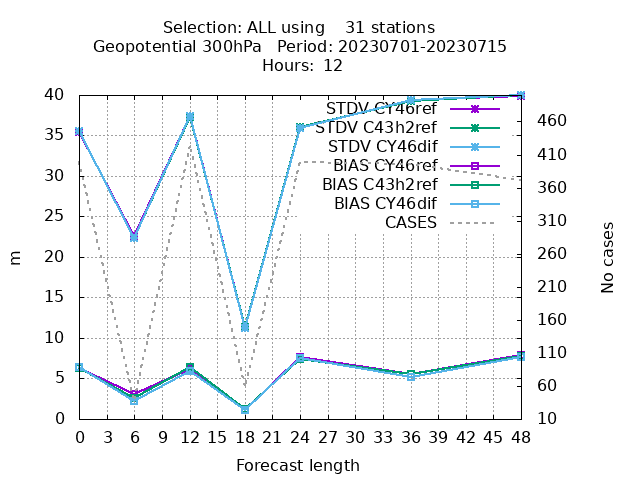 Selection: ALL using    31 stations
Geopotential 300hPa   Period: 20230701-20230715
Hours:  12
STDV CY46ref
STDV C43h2ref
STDV CY46dif
BIAS CY46ref
BIAS C43h2ref
BIAS CY46dif
CASES
40
35
30
25
20
15
10
5
0
m
460
410
360
310
260
210
160
110
60
10
No cases
0 3 6 9 12 15 18 21 24 27 30 33 36 39 42 45 48
Forecast length